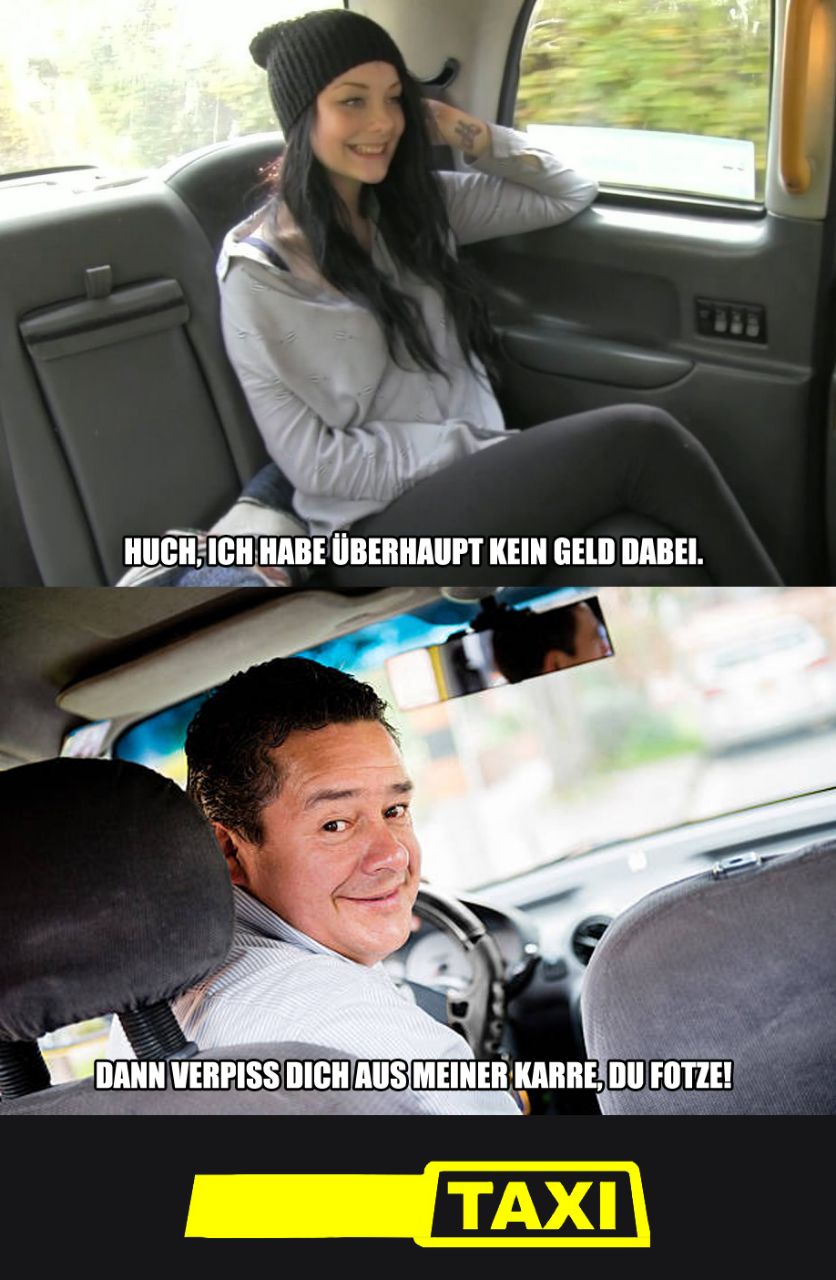 HUCH, ICH HABE ÜBERHAUPT KEIN GELD DABEI.
DANN VERPISS DICH AUS MEINER KARRE, DU FOTZE!
TAXI